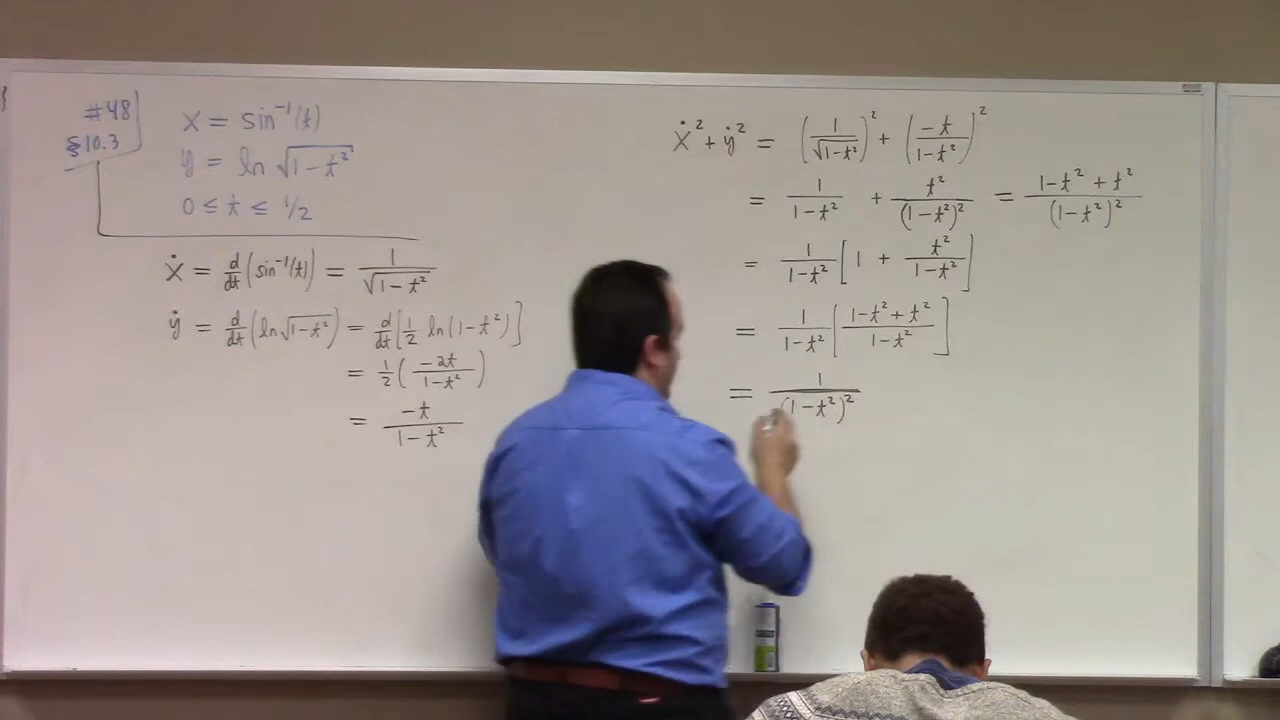 #48
§10.3
x = sin⁻¹(t)
y = ln √(1-t²)
0 ≤ t ≤ 1/2
ẋ = d/dt (sin⁻¹(t)) = 1/√(1-t²)
ẏ = d/dt (ln √(1-t²)) = d/dt [1/2 ln(1-t²)]
= 1/2 (-2t/(1-t²))
= -t/(1-t²)
ẋ² + ẏ² = (1/√(1-t²))² + (-t/(1-t²))²
= 1/(1-t²) + t²/(1-t²)² = (1-t²+t²)/(1-t²)²
= 1/(1-t²) [1 + t²/(1-t²)]
= 1/(1-t²) [(1-t²+t²)/(1-t²)]
= 1/(1-t²)²